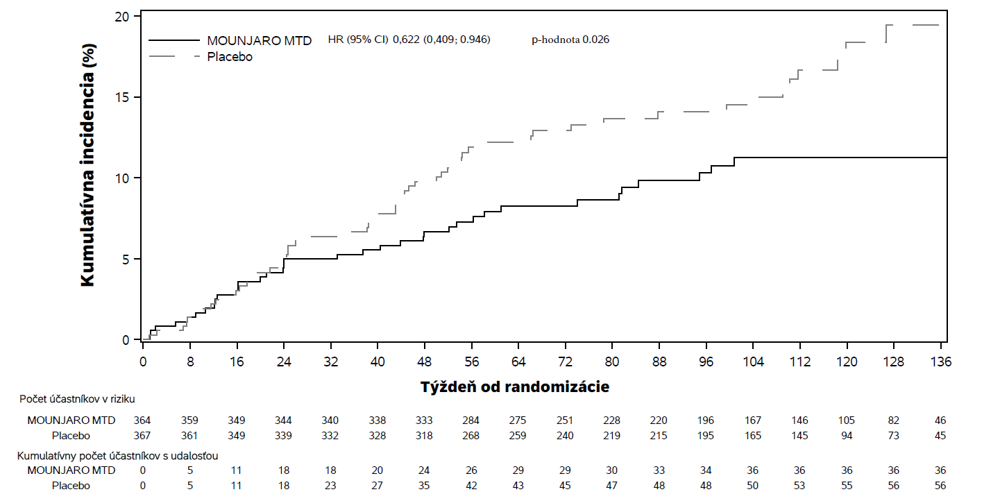 20
MOUNJARO MTD HR (95% CI) 0,622 (0,409; 0.946) p-hodnota 0.026
Placebo
15
10
5
0
Kumulatívna incidencia (%)
0 8 16 24 32 40 48 56 64 72 80 88 96 104 112 120 128 136
Týždeň od randomizácie
Počet účastníkov v riziku
MOUNJARO MTD 364 359 349 344 340 338 333 284 275 251 228 220 196 167 146 105 82 46
Placebo 367 361 349 339 332 328 318 268 259 240 219 215 195 165 145 94 73 45
Kumulatívny počet účastníkov s udalosťou
MOUNJARO MTD 0 5 11 18 18 20 24 26 29 29 30 33 34 36 36 36 36 36
Placebo 0 5 11 18 23 27 35 42 43 45 47 48 48 50 53 55 56 56